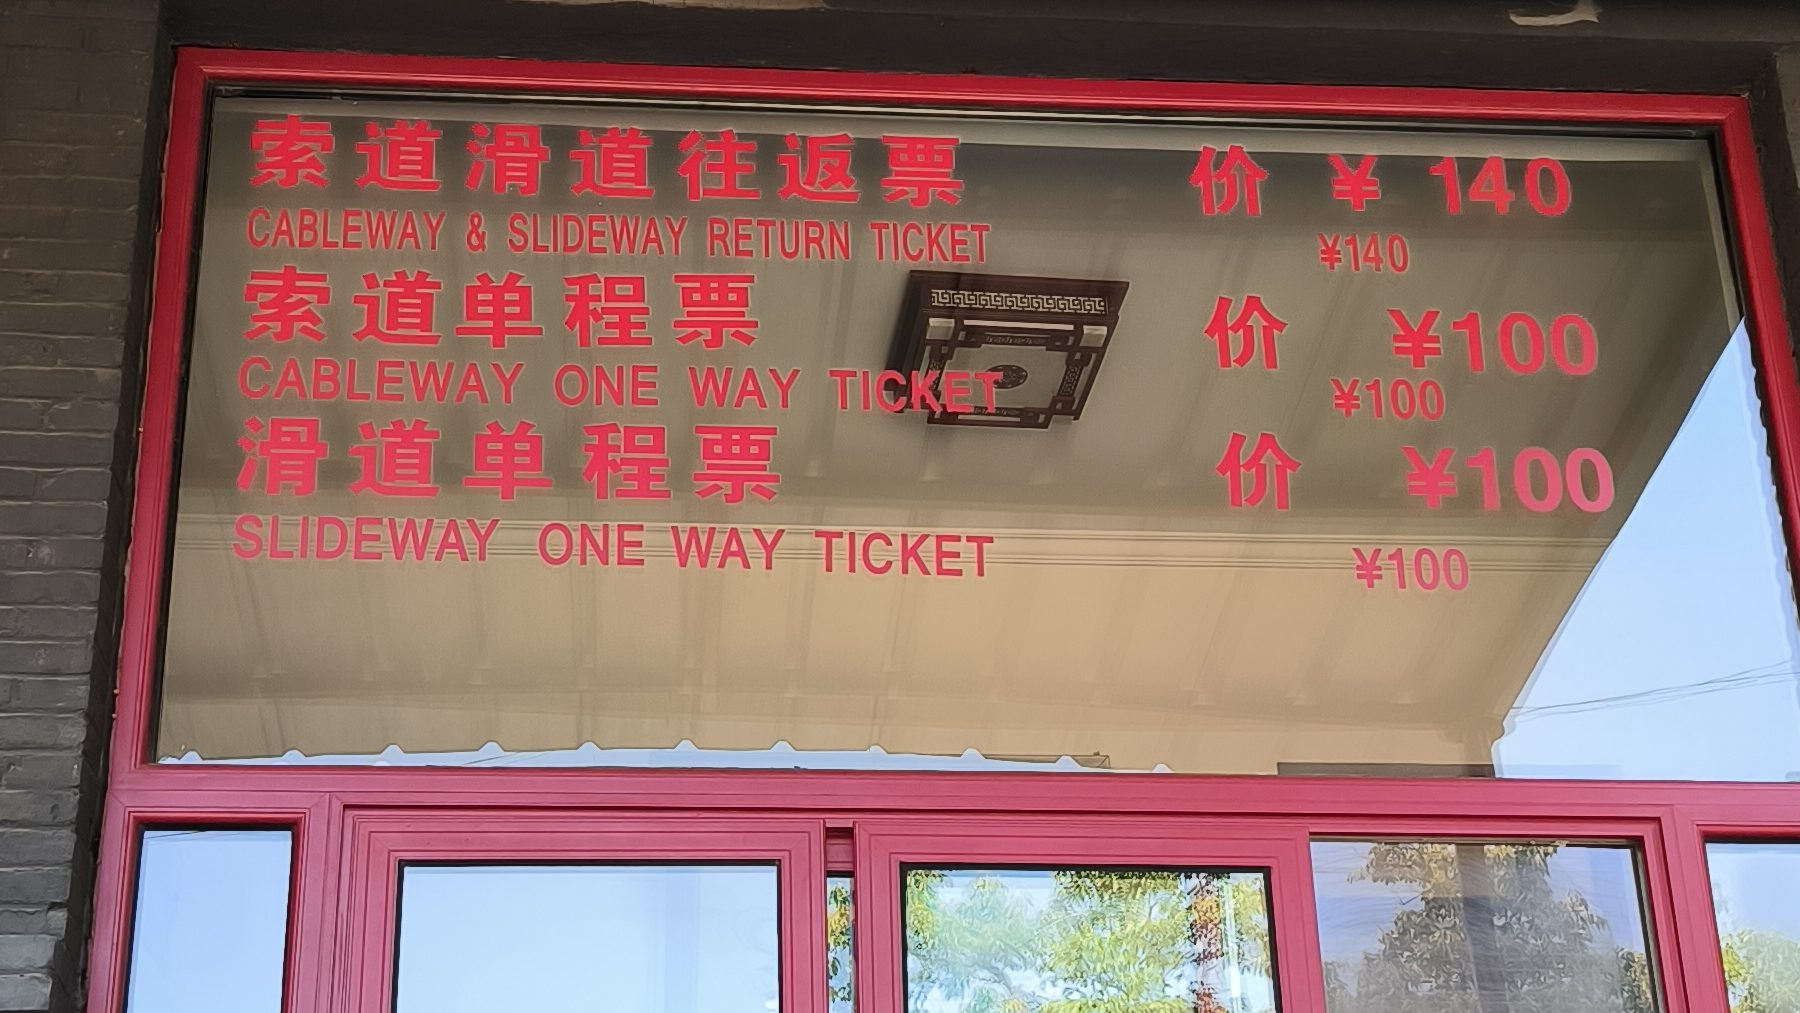 索道滑道往返票 价 ¥ 140
CABLEWAY & SLIDEWAY RETURN TICKET ¥140
索道单程票 价 ¥100
CABLEWAY ONE WAY TICKET ¥100
滑道单程票 价 ¥100
SLIDEWAY ONE WAY TICKET ¥100